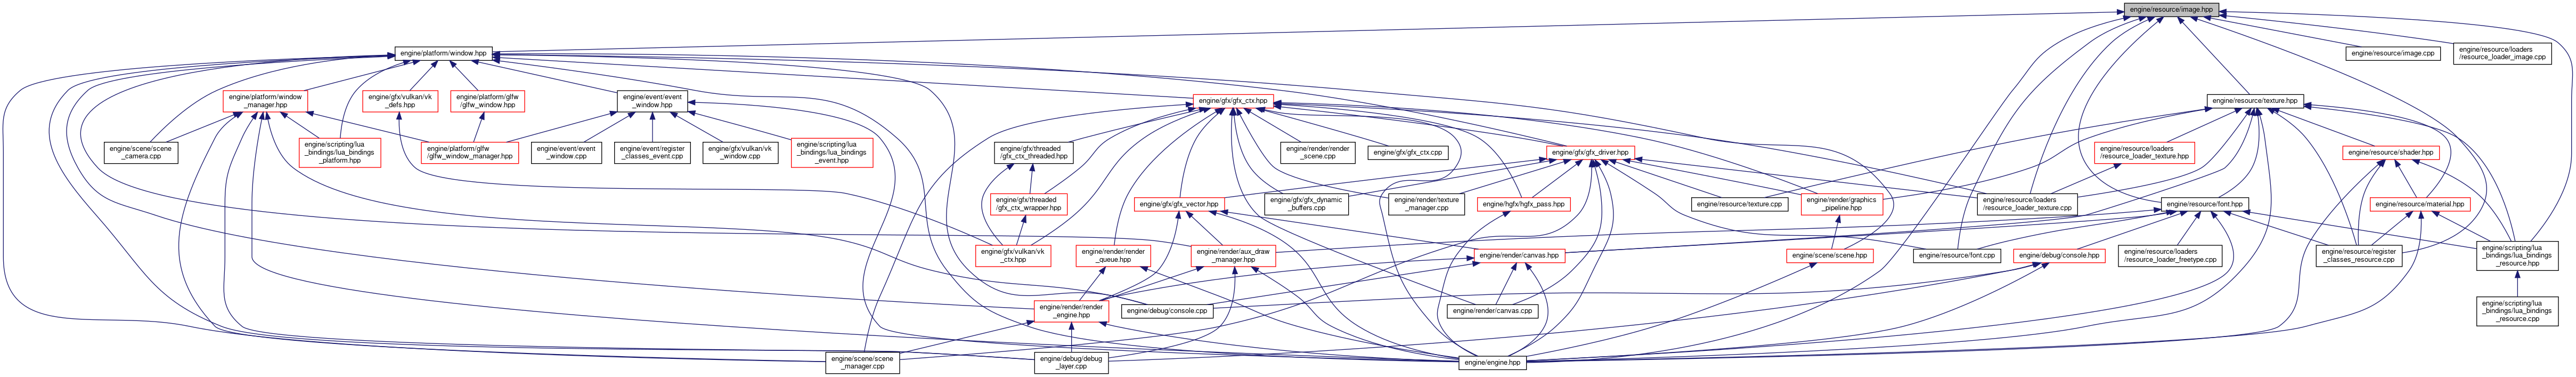 engine/resource/image.hpp
engine/platform/window.hpp
engine/resource/image.cpp
engine/resource/loaders
/resource_loader_image.cpp
engine/platform/window
_manager.hpp
engine/gfx/vulkan/vk
_defs.hpp
engine/platform/glfw
/glfw_window.hpp
engine/event/event
_window.hpp
engine/gfx/gfx_ctx.hpp
engine/resource/texture.hpp
engine/scene/scene
_camera.cpp
engine/scripting/lua
_bindings/lua_bindings
_platform.hpp
engine/platform/glfw
/glfw_window_manager.hpp
engine/event/event
_window.cpp
engine/event/register
_classes_event.cpp
engine/gfx/vulkan/vk
_window.cpp
engine/scripting/lua
_bindings/lua_bindings
_event.hpp
engine/gfx/threaded
/gfx_ctx_threaded.hpp
engine/render/render
_scene.cpp
engine/gfx/gfx_ctx.cpp
engine/gfx/gfx_driver.hpp
engine/resource/loaders
/resource_loader_texture.hpp
engine/resource/shader.hpp
engine/gfx/threaded
/gfx_ctx_wrapper.hpp
engine/gfx/gfx_vector.hpp
engine/gfx/gfx_dynamic
_buffers.cpp
engine/render/texture
_manager.cpp
engine/hgfx/hgfx_pass.hpp
engine/resource/texture.cpp
engine/render/graphics
_pipeline.hpp
engine/resource/loaders
/resource_loader_texture.cpp
engine/resource/font.hpp
engine/resource/material.hpp
engine/gfx/vulkan/vk
_ctx.hpp
engine/render/render
_queue.hpp
engine/render/aux_draw
_manager.hpp
engine/render/canvas.hpp
engine/scene/scene.hpp
engine/resource/font.cpp
engine/debug/console.hpp
engine/resource/loaders
/resource_loader_freetype.cpp
engine/resource/register
_classes_resource.cpp
engine/scripting/lua
_bindings/lua_bindings
_resource.hpp
engine/render/render
_engine.hpp
engine/debug/console.cpp
engine/render/canvas.cpp
engine/scripting/lua
_bindings/lua_bindings
_resource.cpp
engine/scene/scene
_manager.cpp
engine/debug/debug
_layer.cpp
engine/engine.hpp